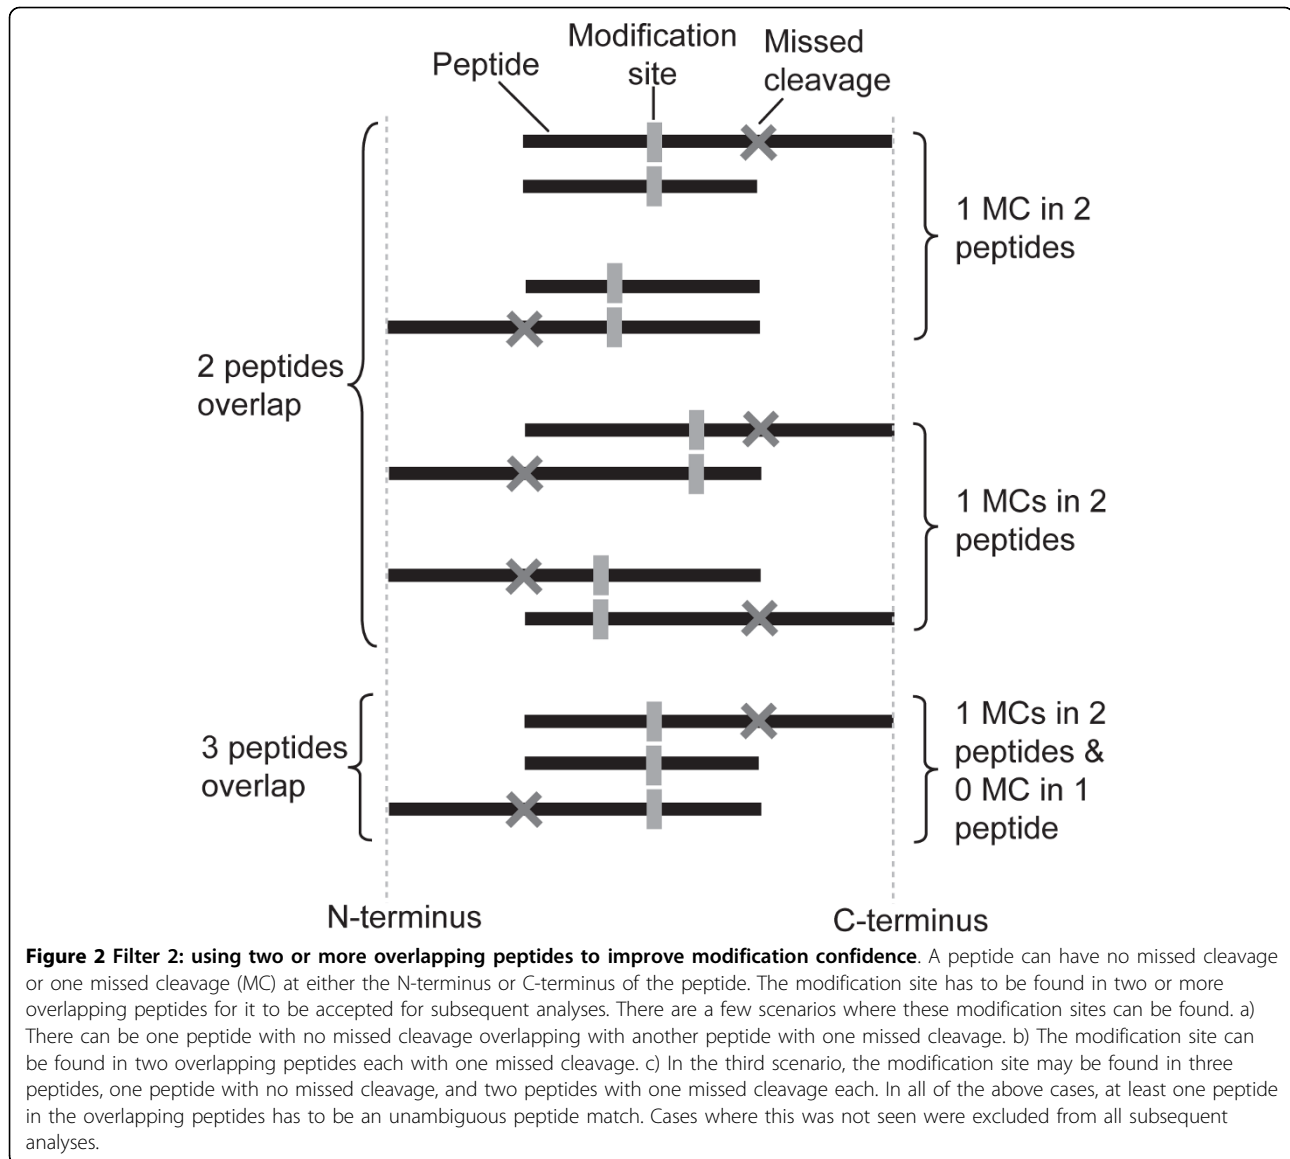 Modification
site
Missed
cleavage
Peptide
1 MC in 2
peptides
2 peptides
overlap
1 MCs in 2
peptides
3 peptides
overlap
1 MCs in 2
peptides &
0 MC in 1
peptide
N-terminus
C-terminus
Figure 2 Filter 2: using two or more overlapping peptides to improve modification confidence. A peptide can have no missed cleavage
or one missed cleavage (MC) at either the N-terminus or C-terminus of the peptide. The modification site has to be found in two or more
overlapping peptides for it to be accepted for subsequent analyses. There are a few scenarios where these modification sites can be found. a)
There can be one peptide with no missed cleavage overlapping with another peptide with one missed cleavage. b) The modification site can
be found in two overlapping peptides each with one missed cleavage. c) In the third scenario, the modification site may be found in three
peptides, one peptide with no missed cleavage, and two peptides with one missed cleavage each. In all of the above cases, at least one peptide
in the overlapping peptides has to be an unambiguous peptide match. Cases where this was not seen were excluded from all subsequent
analyses.